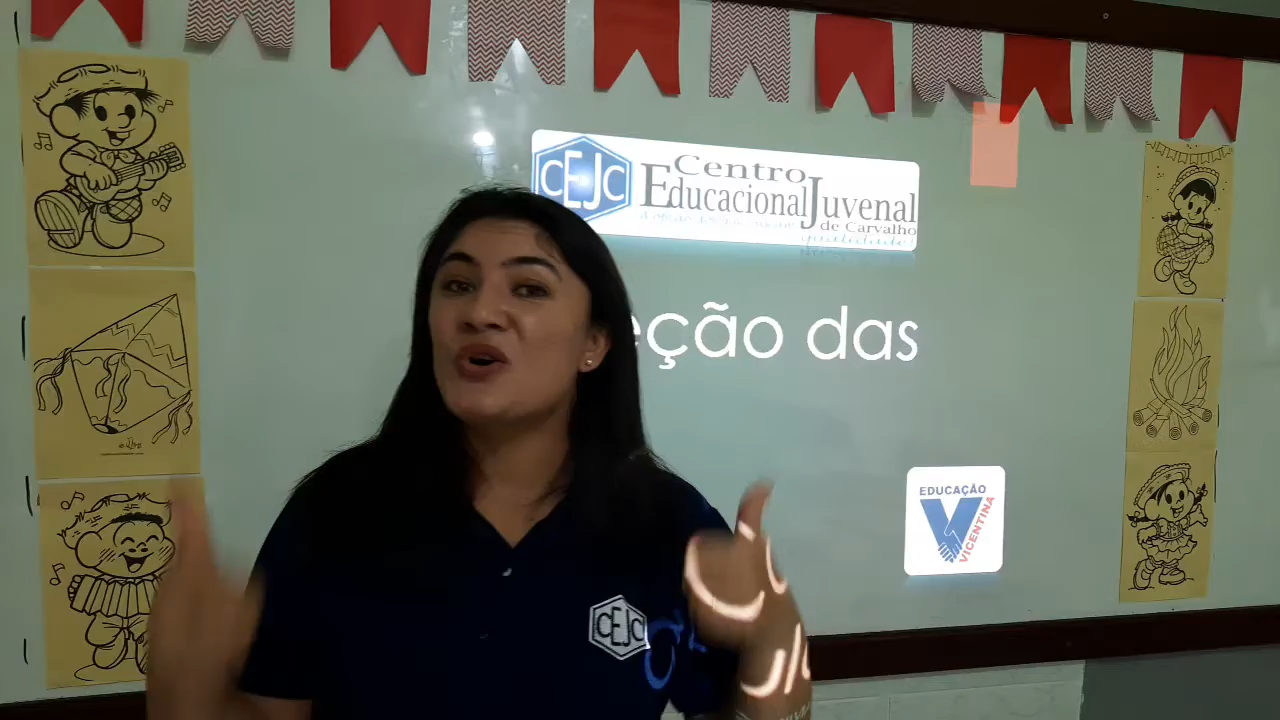 CEJC
Centro
Educacional Juvenal
de Carvalho
eção das
EDUCAÇÃO
VICENTINA
CEJC